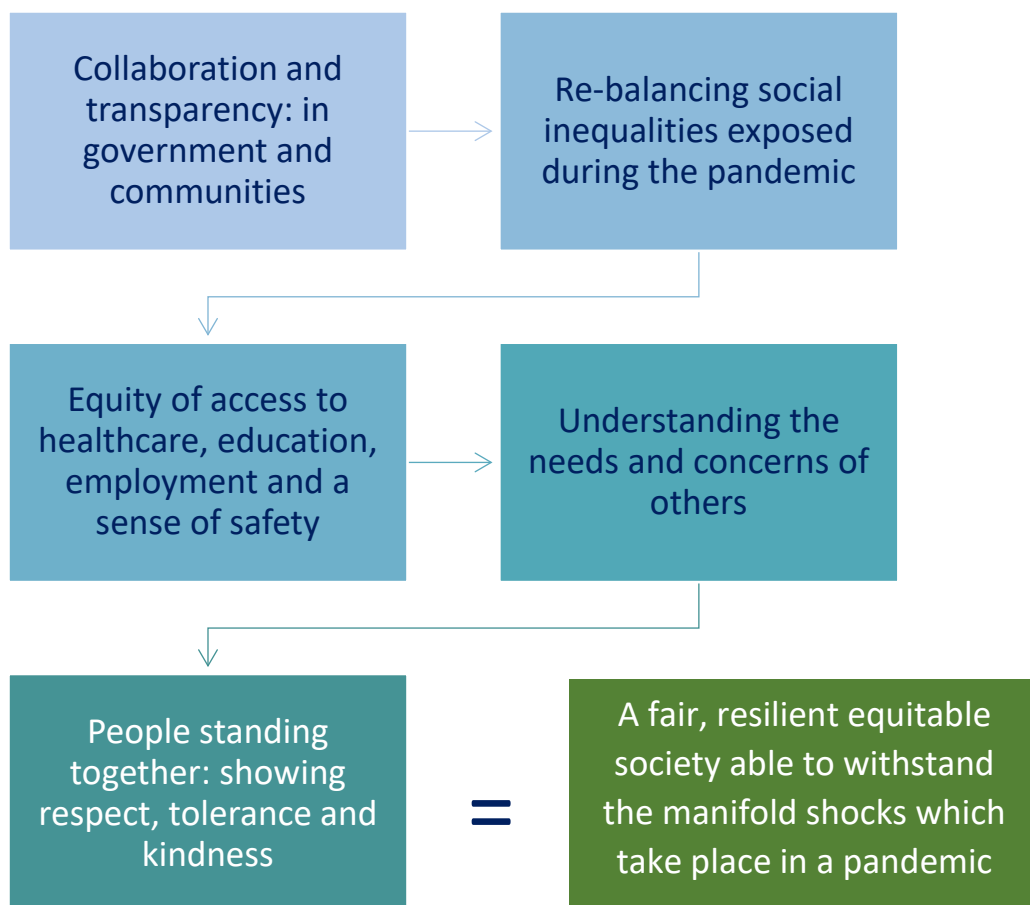 Collaboration and
transparency: in
government and
communities
Re-balancing social
inequalities exposed
during the pandemic
Equity of access to
healthcare, education,
employment and a
sense of safety
Understanding the
needs and concerns of
others
People standing
together: showing
respect, tolerance and
kindness
=
A fair, resilient equitable
society able to withstand
the manifold shocks which
take place in a pandemic